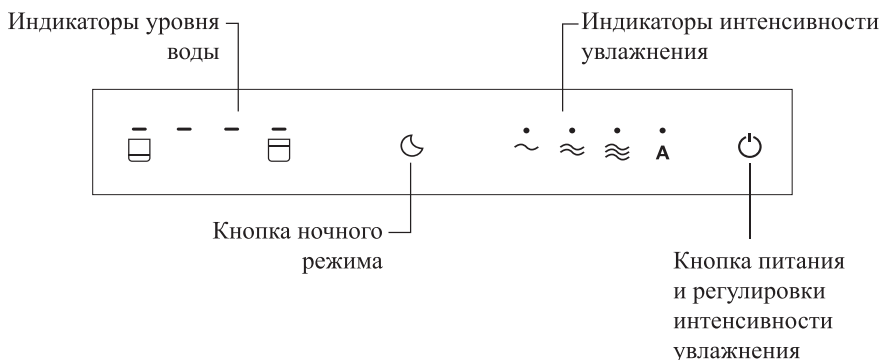 Индикаторы уровня
воды
Индикаторы интенсивности
увлажнения
A
Кнопка ночного
режима
Кнопка питания
и регулировки
интенсивности
увлажнения